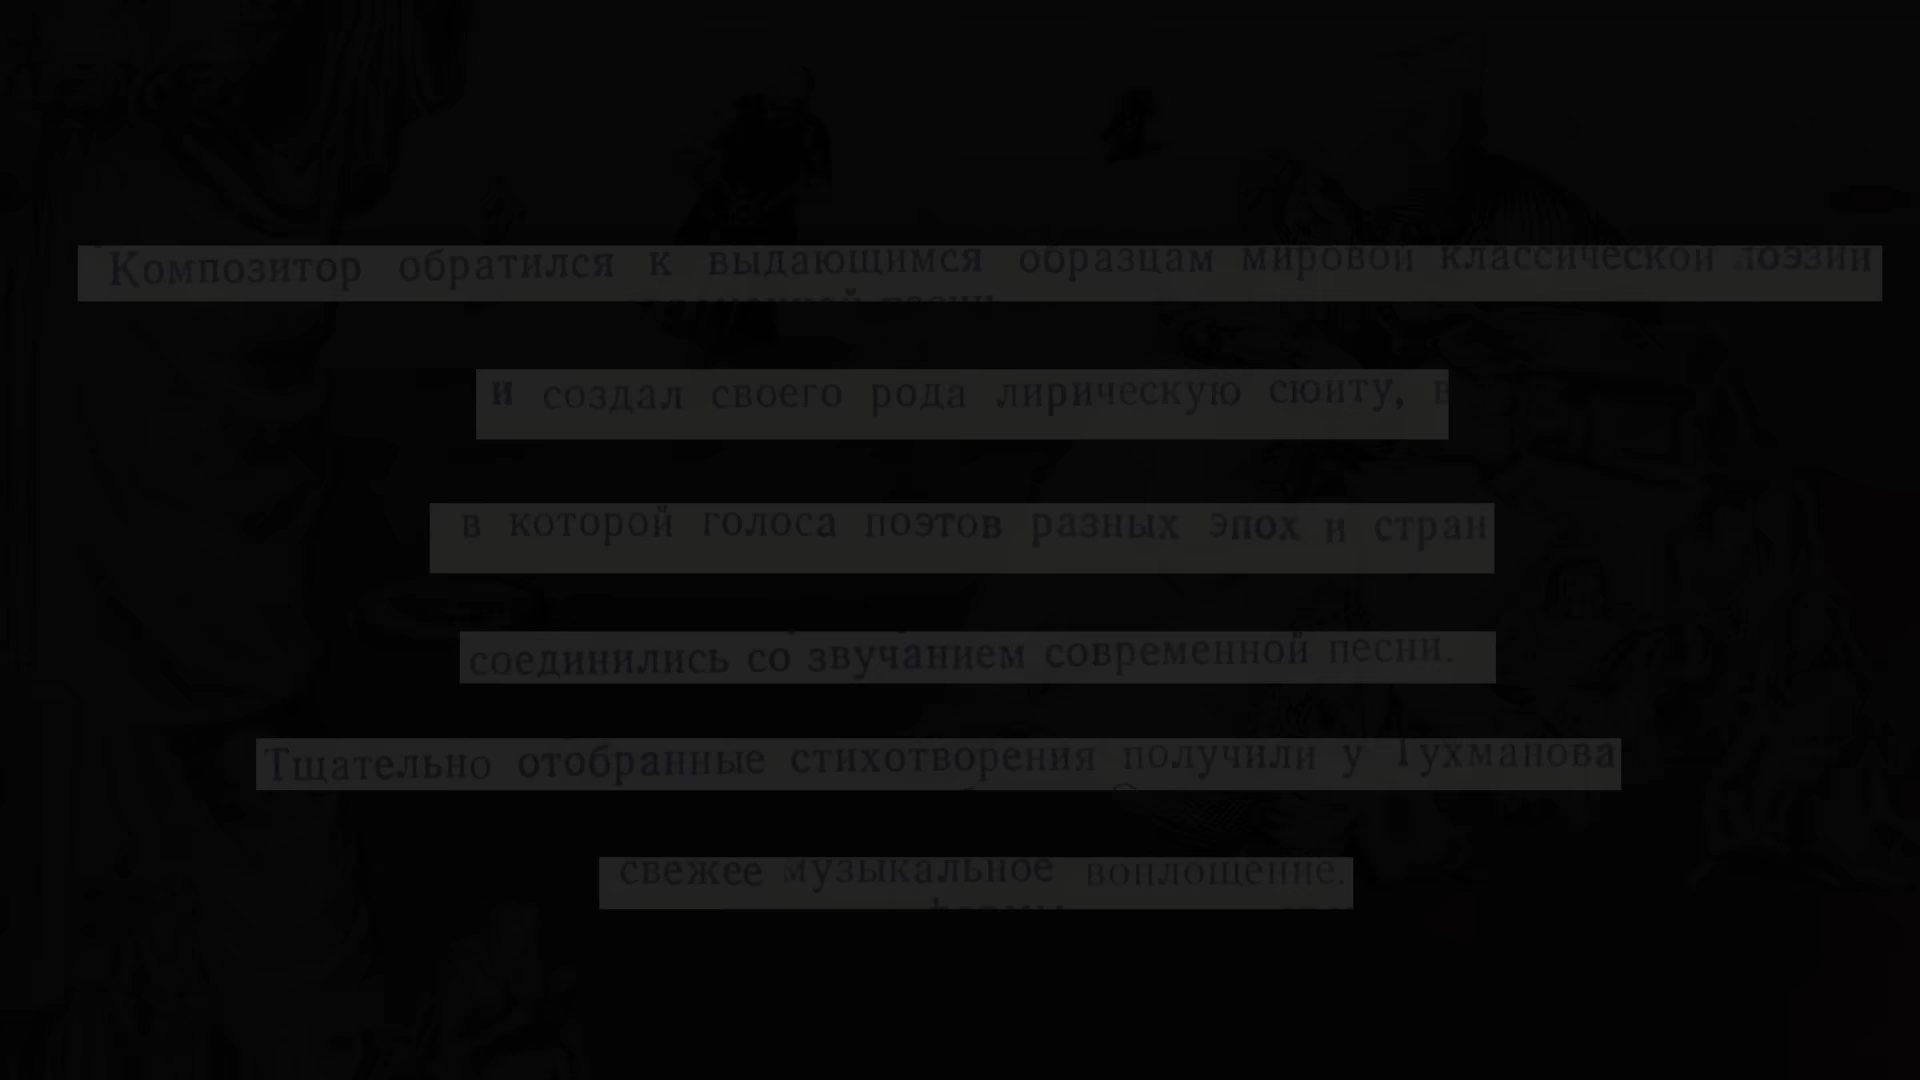 Композитор обратился к выдающимся образцам мировой классической поэзии
и создал своего рода лирическую сюиту, в
в которой голоса поэтов разных эпох и стран
соединились со звучанием современной песни.
Тщательно отобранные стихотворения получили у Тухманова
свежее музыкальное воплощение.